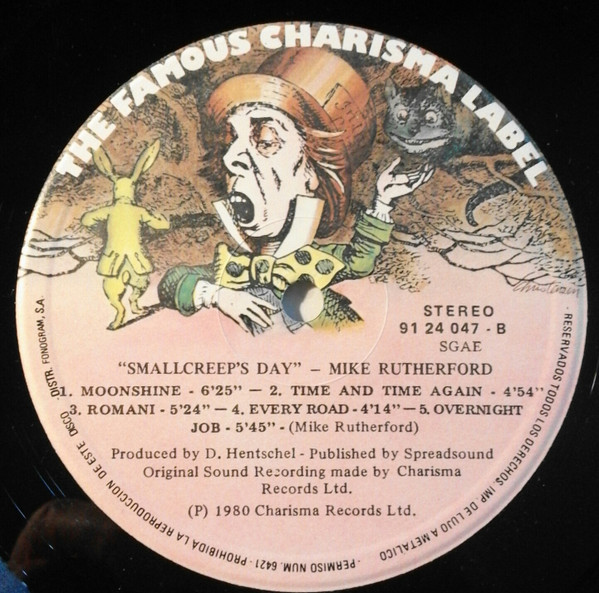 THE FAMOUS CHARISMA LABEL
STEREO
91 24 047 - B
SGAE
"SMALLCREEP'S DAY" – MIKE RUTHERFORD
1. MOONSHINE - 6'25" — 2. TIME AND TIME AGAIN - 4'54"
3. ROMANI - 5'24" — 4. EVERY ROAD - 4'14" — 5. OVERNIGHT
JOB - 5'45" - (Mike Rutherford)
Produced by D. Hentschel - Published by Spreadsound
Original Sound Recording made by Charisma
Records Ltd.
(P) 1980 Charisma Records Ltd.
RESERVADOS TODOS LOS DERECHOS. IMP. DE LUJO A METALICO - PERMISO NUM. 6421 - PROHIBIDA LA REPRODUCCION DE ESTE DISCO. DISTR. FONOGRAM, S.A.